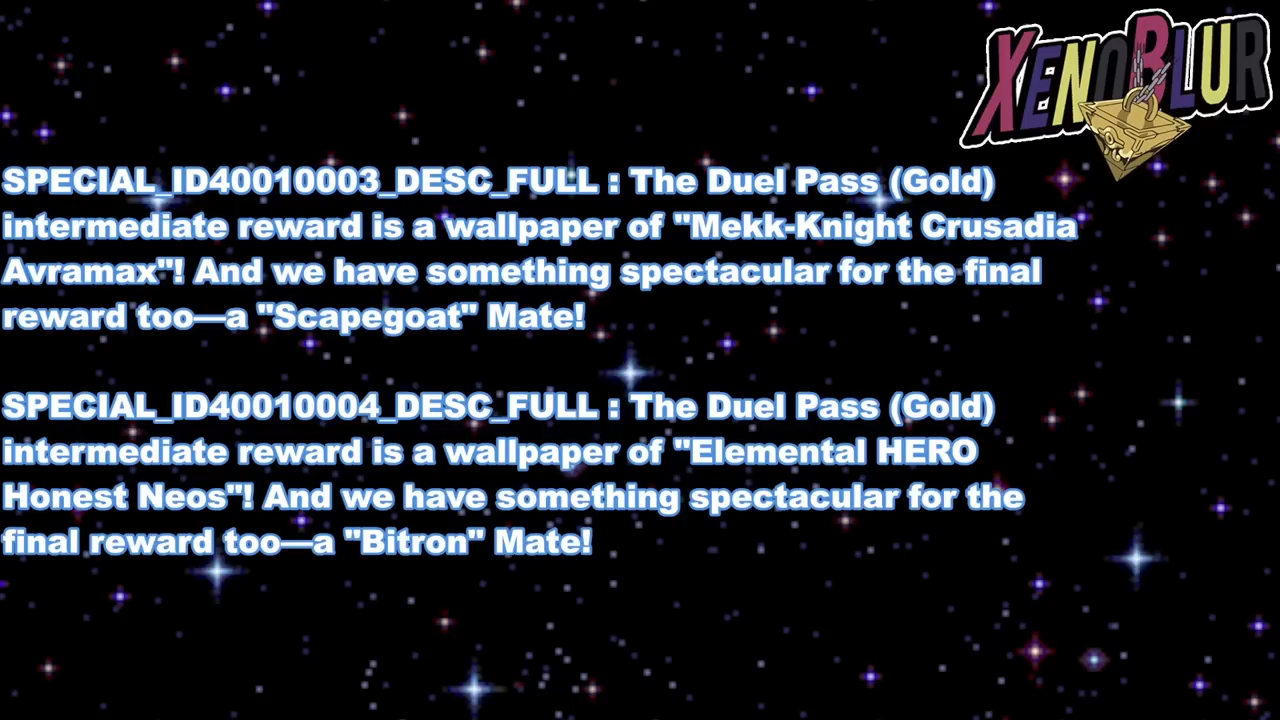 XENOBLUR
SPECIAL_ID40010003_DESC_FULL : The Duel Pass (Gold)
intermediate reward is a wallpaper of "Mekk-Knight Crusadia
Avramax"! And we have something spectacular for the final
reward too—a "Scapegoat" Mate!
SPECIAL_ID40010004_DESC_FULL : The Duel Pass (Gold)
intermediate reward is a wallpaper of "Elemental HERO
Honest Neos"! And we have something spectacular for the
final reward too—a "Bitron" Mate!